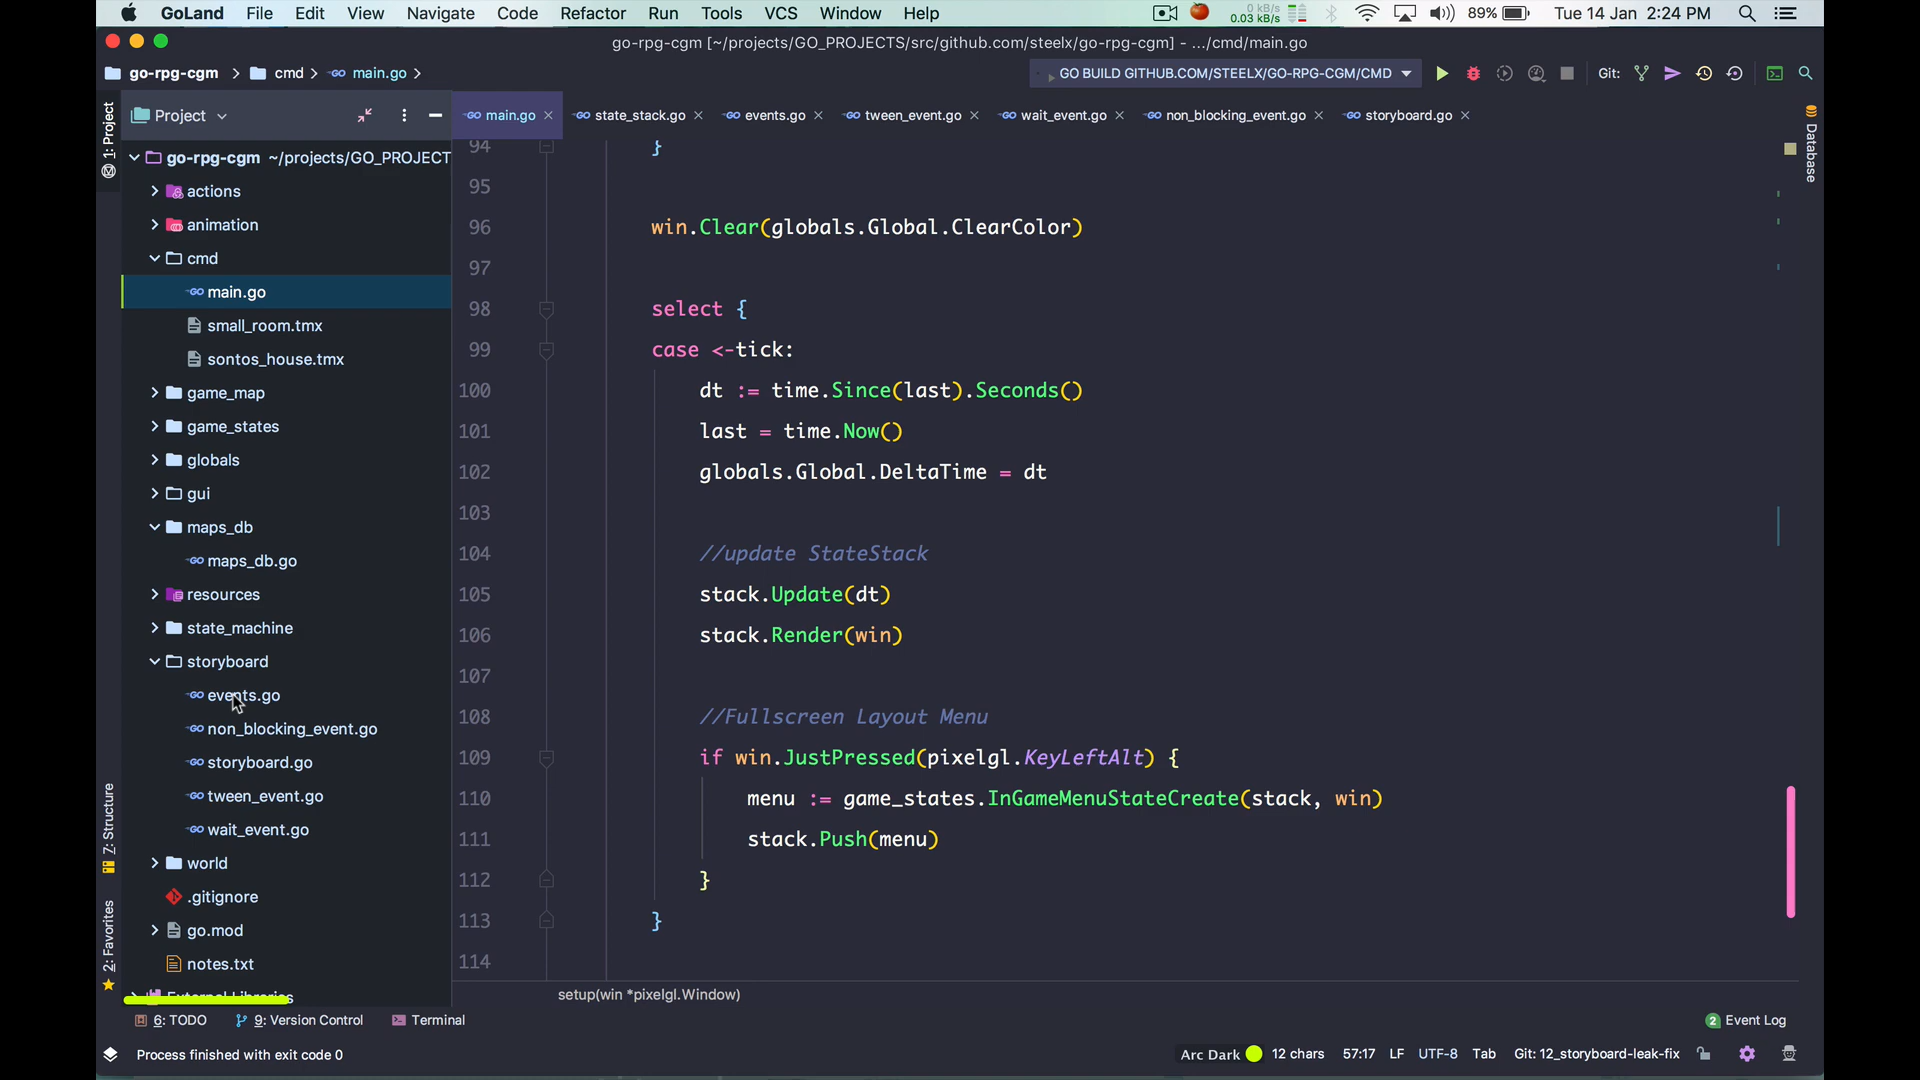 GoLand File Edit View Navigate Code Refactor Run Tools VCS Window Help 0 kB/s 0.03 kB/s 89% Tue 14 Jan 2:24 PM
go-rpg-cgm [~/projects/GO_PROJECTS/src/github.com/steelx/go-rpg-cgm] - .../cmd/main.go
go-rpg-cgm cmd main.go GO BUILD GITHUB.COM/STEELX/GO-RPG-CGM/CMD Git:
1: Project
Project
main.go state_stack.go events.go tween_event.go wait_event.go non_blocking_event.go storyboard.go
Database
go-rpg-cgm ~/projects/GO_PROJECT
actions
animation
cmd
main.go
small_room.tmx
sontos_house.tmx
game_map
game_states
globals
gui
maps_db
maps_db.go
resources
state_machine
storyboard
events.go
non_blocking_event.go
storyboard.go
tween_event.go
wait_event.go
world
.gitignore
go.mod
notes.txt
External Libraries
7: Structure
2: Favorites
94 }
95
96 win.Clear(globals.Global.ClearColor)
97
98 select {
99 case <-tick:
100 dt := time.Since(last).Seconds()
101 last = time.Now()
102 globals.Global.DeltaTime = dt
103
104 //update StateStack
105 stack.Update(dt)
106 stack.Render(win)
107
108 //Fullscreen Layout Menu
109 if win.JustPressed(pixelgl.KeyLeftAlt) {
110 menu := game_states.InGameMenuStateCreate(stack, win)
111 stack.Push(menu)
112 }
113 }
114
setup(win *pixelgl.Window)
6: TODO 9: Version Control Terminal 2 Event Log
Process finished with exit code 0 Arc Dark 12 chars 57:17 LF UTF-8 Tab Git: 12_storyboard-leak-fix